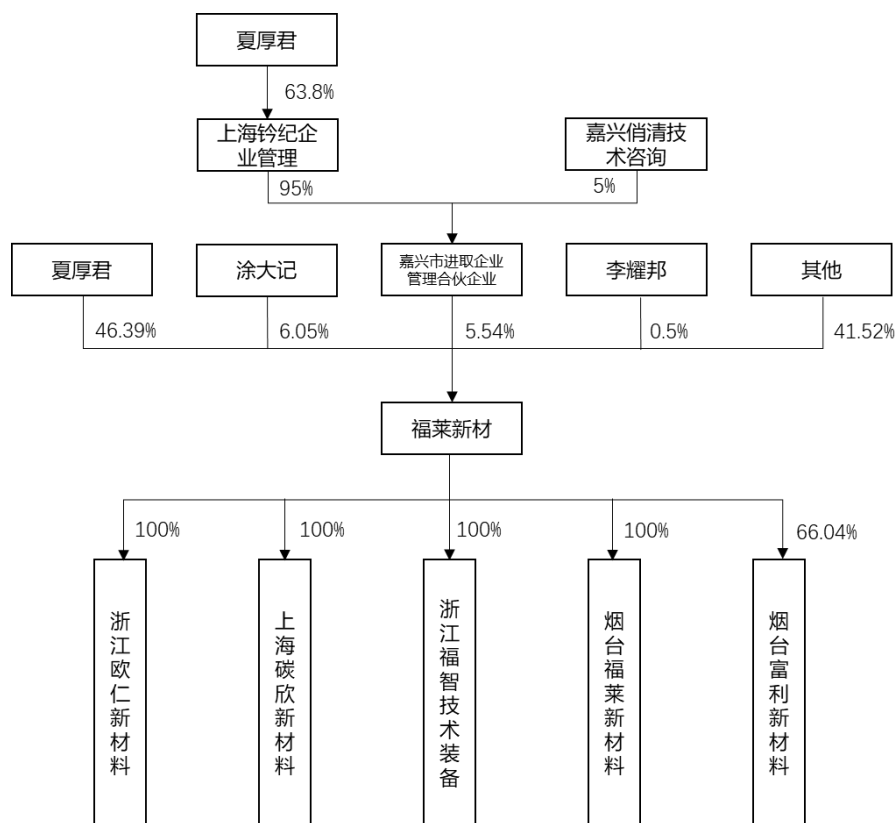 夏厚君
63.8%
上海钤纪企
业管理
嘉兴俏清技
术咨询
95%
5%
夏厚君
涂大记
嘉兴市进取企业
管理合伙企业
李耀邦
其他
46.39%
6.05%
5.54%
0.5%
41.52%
福莱新材
100%
100%
100%
100%
66.04%
浙江欧仁新材料
上海碳欣新材料
浙江福智技术装备
烟台福莱新材料
烟台富利新材料